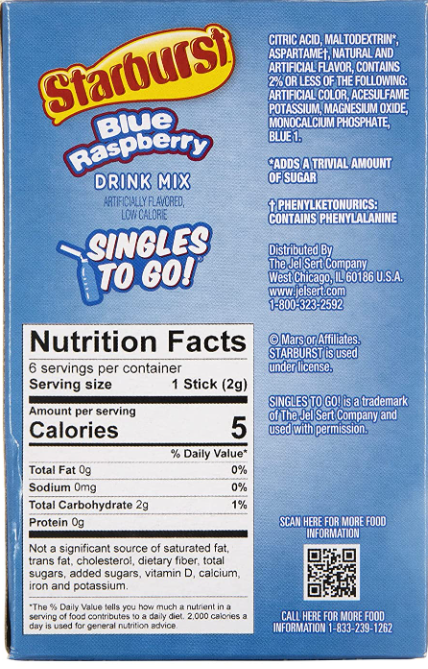 Starburst
Blue
Raspberry
DRINK MIX
ARTIFICIALLY FLAVORED,
LOW CALORIE
SINGLES
TO GO!
Nutrition Facts
6 servings per container
Serving size 1 Stick (2g)
Amount per serving
Calories 5
% Daily Value*
Total Fat 0g 0%
Sodium 0mg 0%
Total Carbohydrate 2g 1%
Protein 0g
Not a significant source of saturated fat,
trans fat, cholesterol, dietary fiber, total
sugars, added sugars, vitamin D, calcium,
iron and potassium.
*The % Daily Value tells you how much a nutrient in a
serving of food contributes to a daily diet. 2,000 calories a
day is used for general nutrition advice.
CITRIC ACID, MALTODEXTRIN*,
ASPARTAME†, NATURAL AND
ARTIFICIAL FLAVOR, CONTAINS
2% OR LESS OF THE FOLLOWING:
ARTIFICIAL COLOR, ACESULFAME
POTASSIUM, MAGNESIUM OXIDE,
MONOCALCIUM PHOSPHATE,
BLUE 1.
*ADDS A TRIVIAL AMOUNT
OF SUGAR
† PHENYLKETONURICS:
CONTAINS PHENYLALANINE
Distributed By
The Jel Sert Company
West Chicago, IL 60186 U.S.A.
www.jelsert.com
1-800-323-2592
© Mars or Affiliates.
STARBURST is used
under license.
SINGLES TO GO! is a trademark
of The Jel Sert Company and
used with permission.
SCAN HERE FOR MORE FOOD
INFORMATION
CALL HERE FOR MORE FOOD
INFORMATION 1-833-239-1262